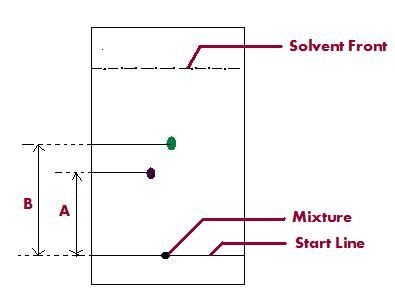 Solvent Front
B
A
Mixture
Start Line